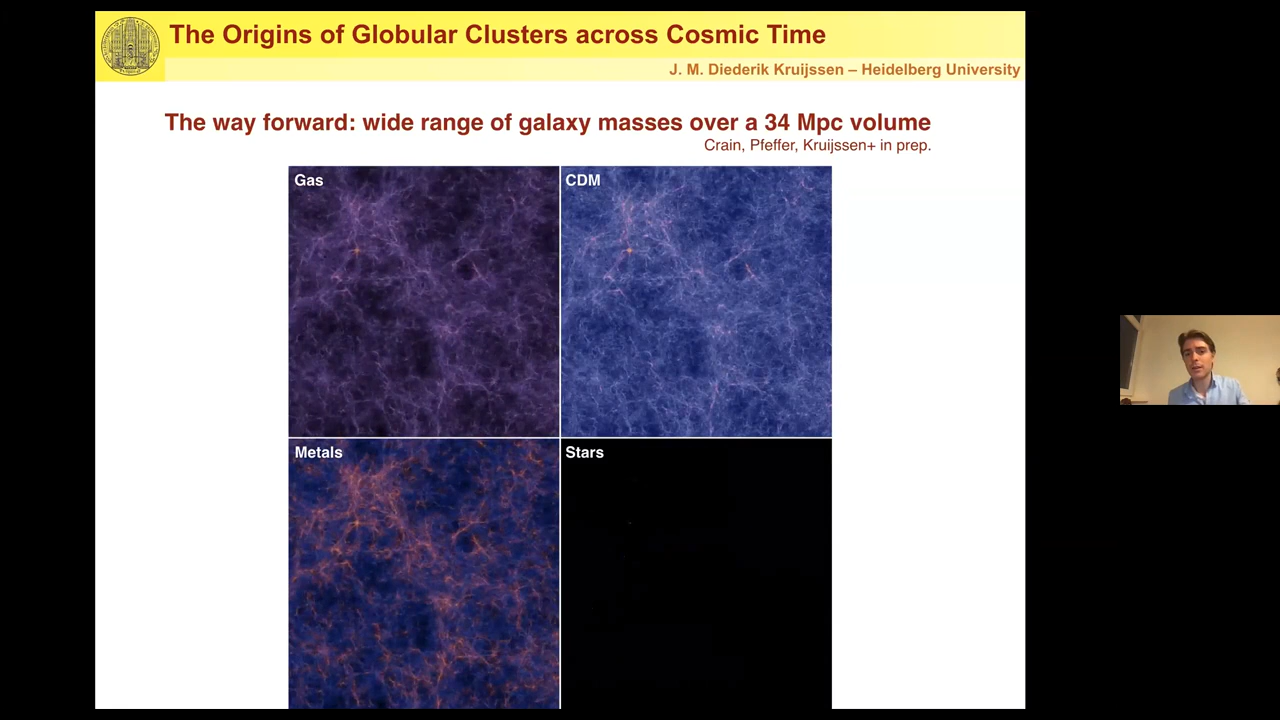 The Origins of Globular Clusters across Cosmic Time
J. M. Diederik Kruijssen – Heidelberg University
The way forward: wide range of galaxy masses over a 34 Mpc volume
Crain, Pfeffer, Kruijssen+ in prep.
Gas
CDM
Metals
Stars